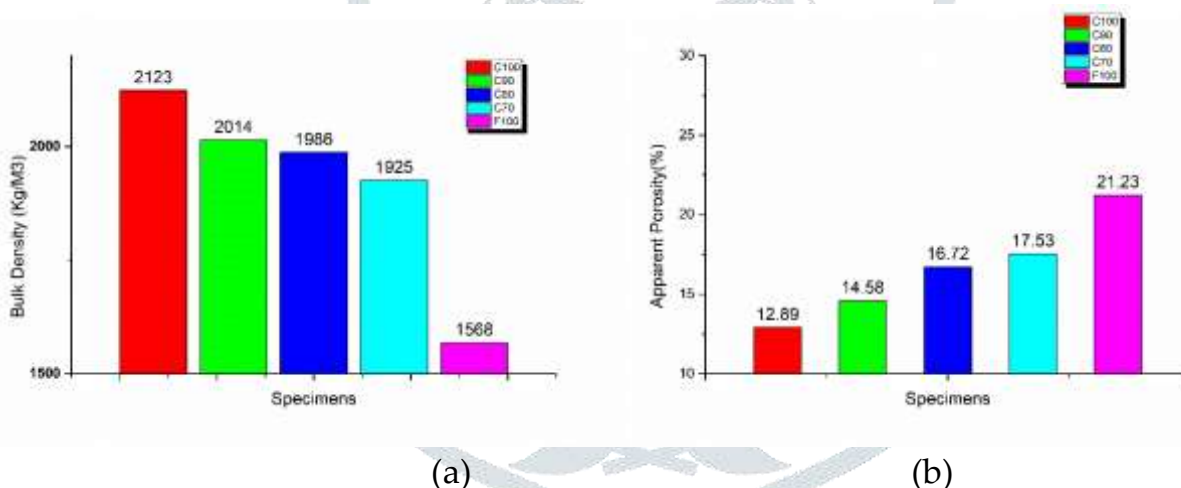 2123
2014
1986
1925
1568
2000
1500
Bulk Density (Kg/M3)
Specimens
C100
C90
C80
C70
F100
(a)
C100
C90
C80
C70
F100
30
25
20
15
10
Apparent Porosity(%)
12.89
14.58
16.72
17.53
21.23
Specimens
(b)